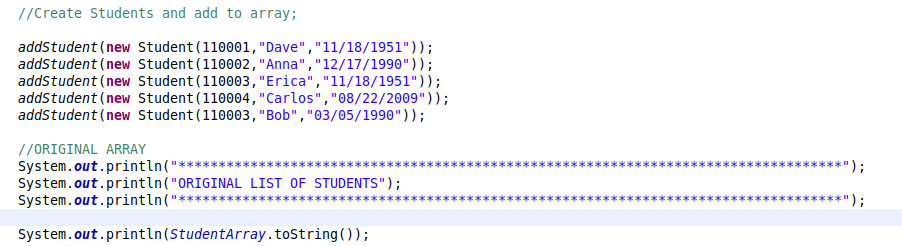 //Create Students and add to array;
addStudent(new Student(110001,"Dave","11/18/1951"));
addStudent(new Student(110002,"Anna","12/17/1990"));
addStudent(new Student(110003,"Erica","11/18/1951"));
addStudent(new Student(110004,"Carlos","08/22/2009"));
addStudent(new Student(110003,"Bob","03/05/1990"));
//ORIGINAL ARRAY
System.out.println("***********************************************************************************");
System.out.println("ORIGINAL LIST OF STUDENTS");
System.out.println("***********************************************************************************");
System.out.println(StudentArray.toString());